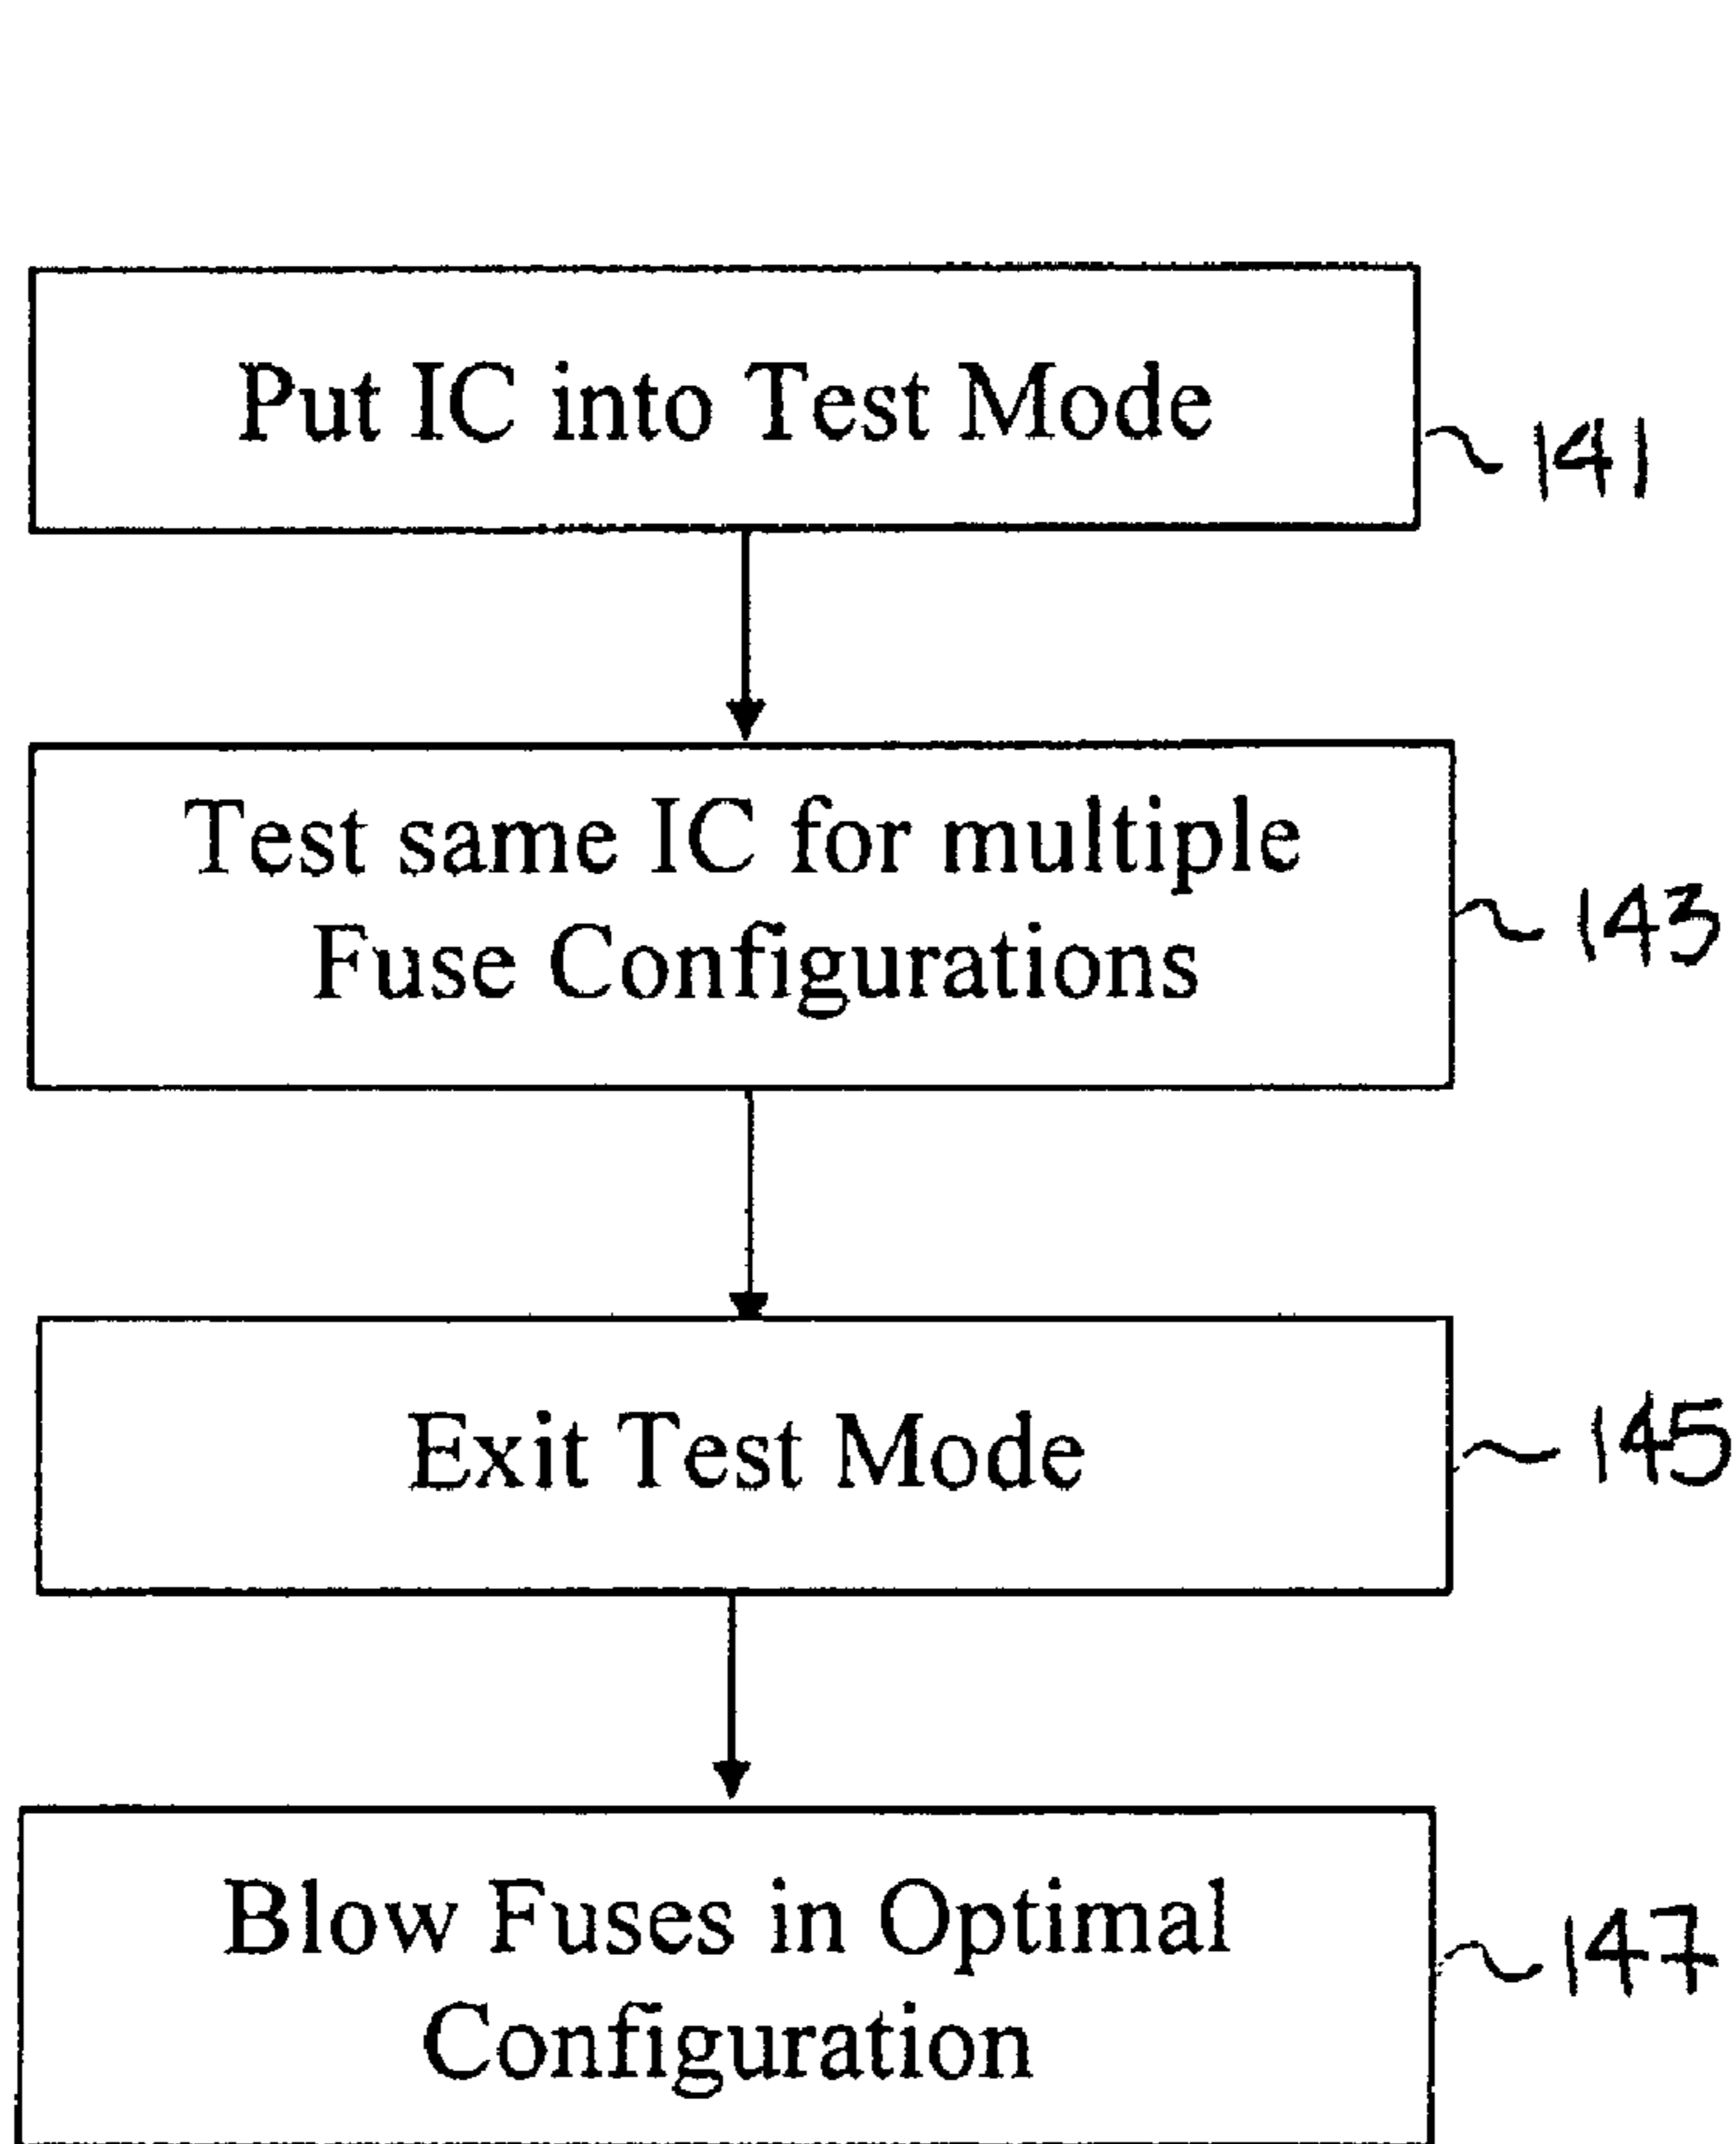 Put IC into Test Mode
141
Test same IC for multiple
Fuse Configurations
143
Exit Test Mode
145
Blow Fuses in Optimal
Configuration
147